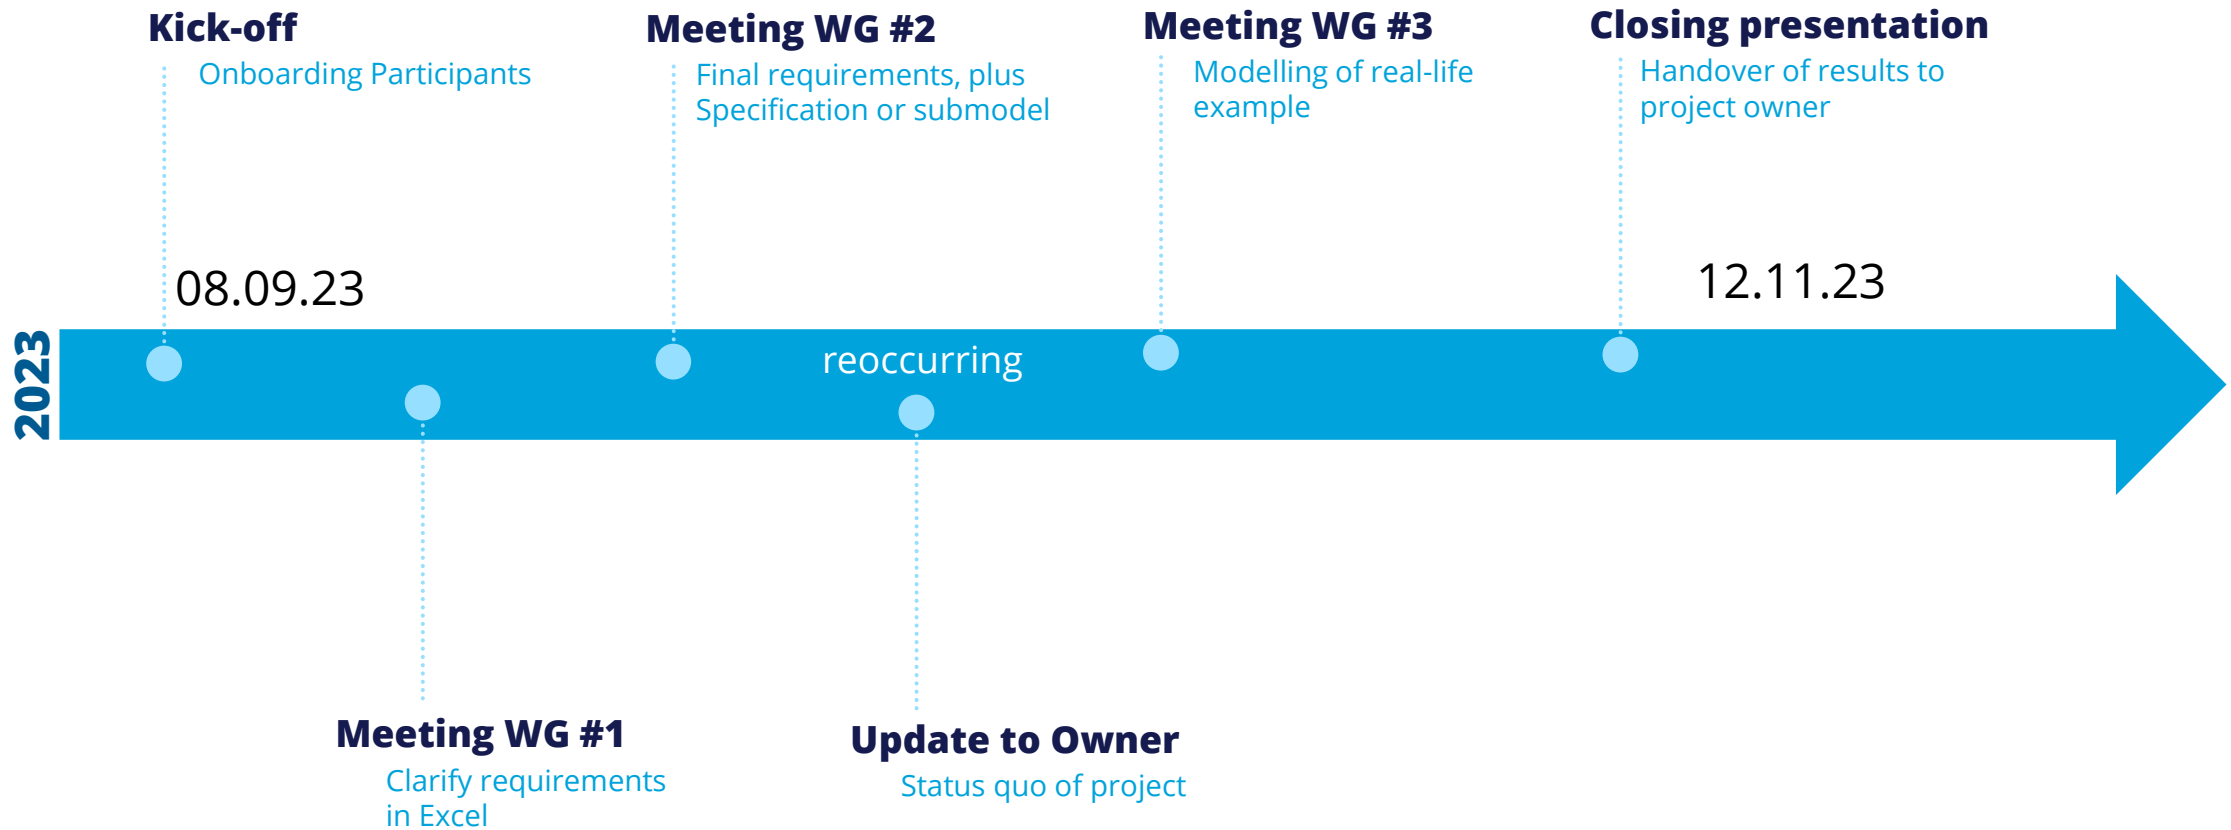 Kick-off
Onboarding Participants
Meeting WG #2
Final requirements, plus
Specification or submodel
Meeting WG #3
Modelling of real-life
example
Closing presentation
Handover of results to
project owner
08.09.23
12.11.23
2023
reoccurring
Meeting WG #1
Clarify requirements
in Excel
Update to Owner
Status quo of project